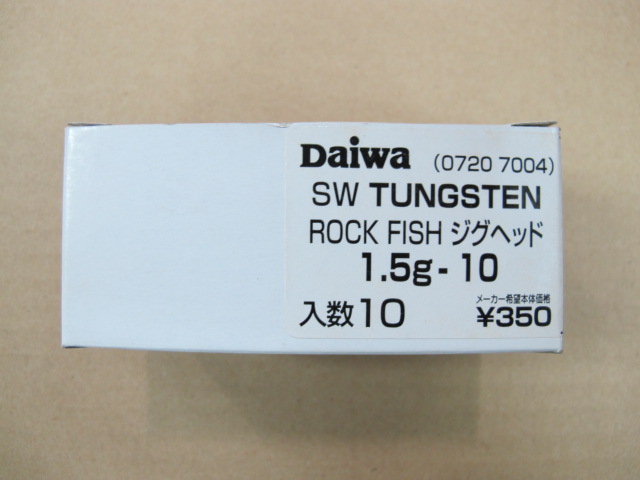 Daiwa (0720 7004)
SW TUNGSTEN
ROCK FISH ジグヘッド
1.5g - 10
入数10 メーカー希望本体価格 ¥350